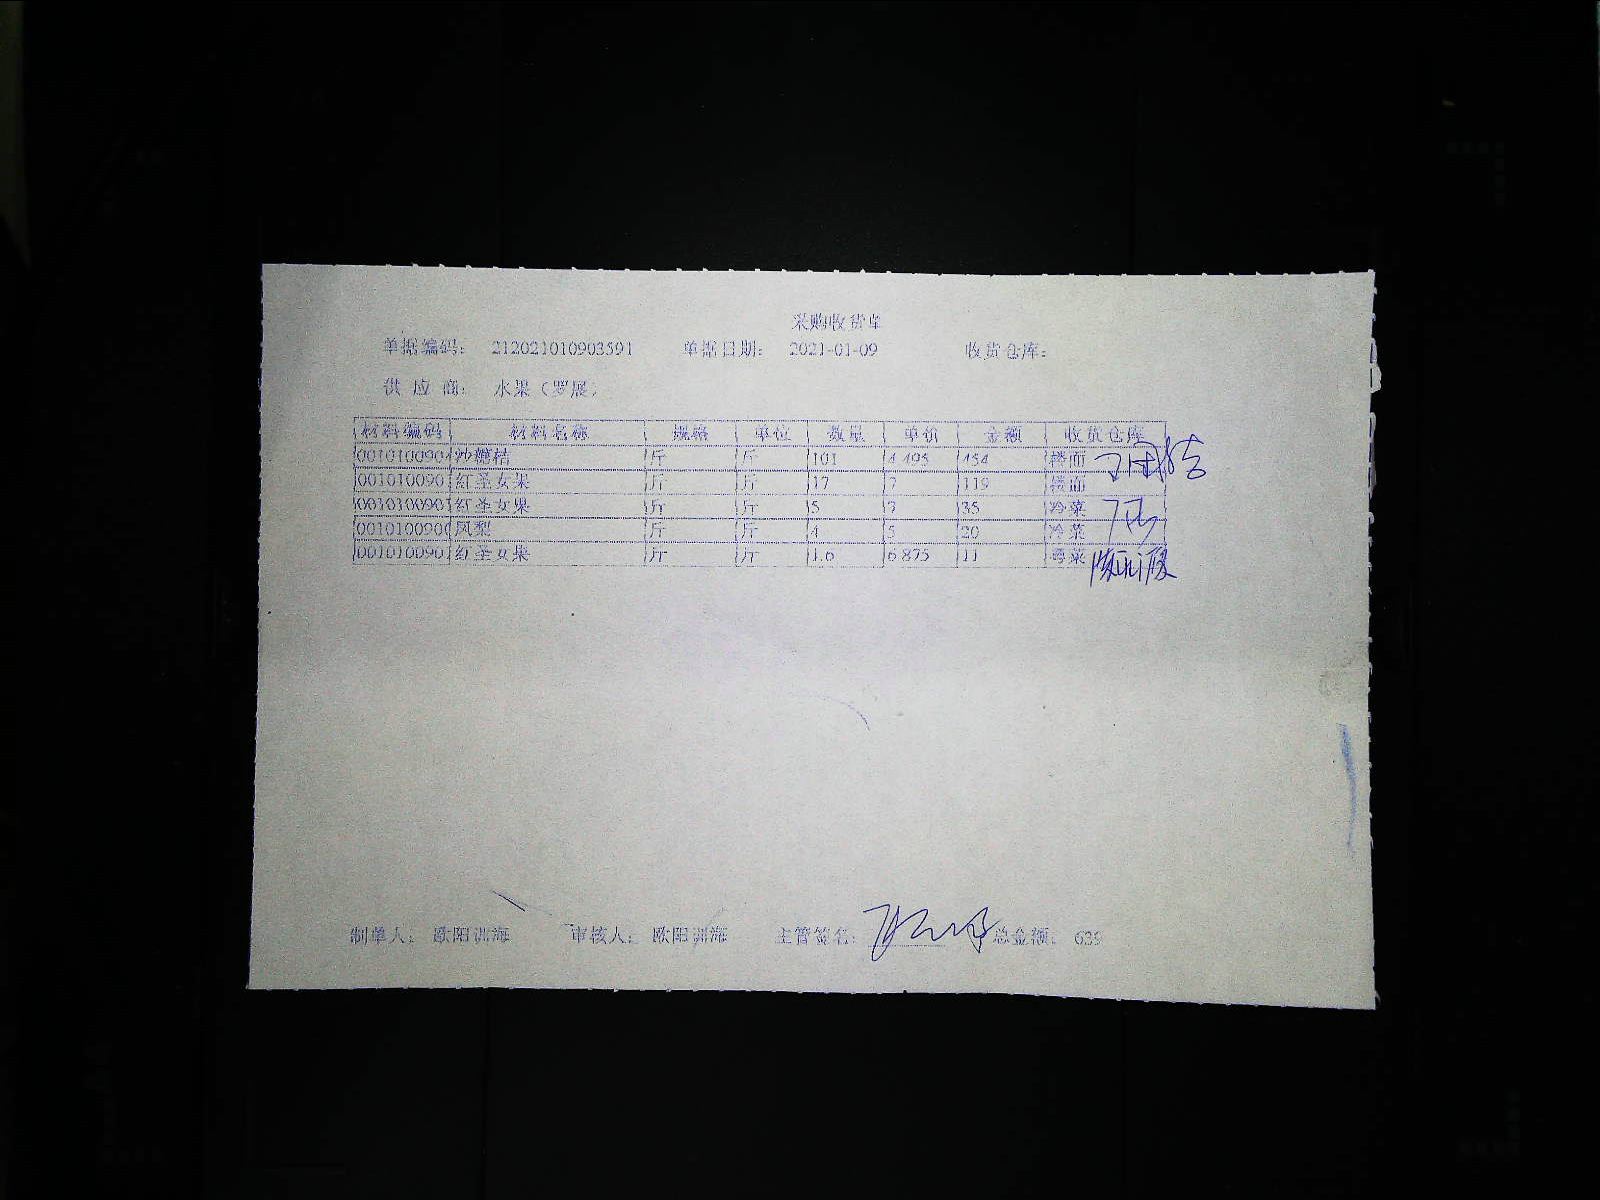 采购收货单
单据编码： 212021010903591 单据日期： 2021-01-09 收货仓库：
供 应 商： 水果（罗展）
材料编码 材料名称 规格 单位 数量 单价 金额 收货仓库
001010090 砂糖桔 斤 斤 101 4.495 454 楼面
001010090 红圣女果 斤 斤 17 7 119 楼面
001010090 红圣女果 斤 斤 5 7 35 冷菜
001010090 凤梨 斤 斤 4 5 20 冷菜
001010090 红圣女果 斤 斤 1.6 6.875 11 粤菜
制单人： 欧阳 海 审核人： 欧阳 海 主管签名： 总金额： 639